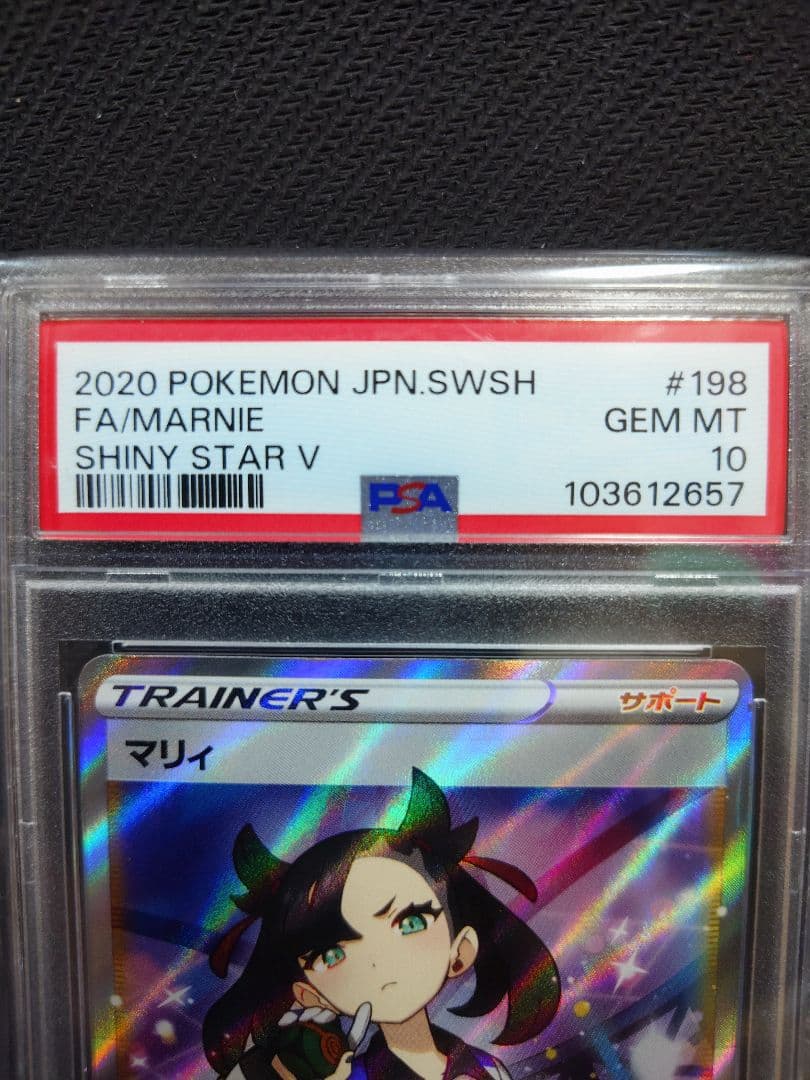 2020 POKEMON JPN.SWSH #198
FA/MARNIE GEM MT
SHINY STAR V 10
PSA 103612657
TRAINER'S サポート
マリィ